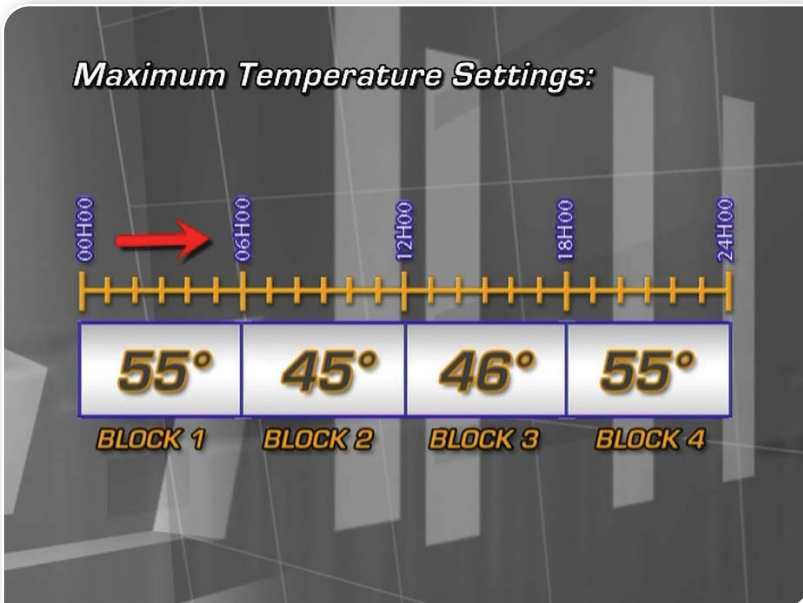 Maximum Temperature Settings:
00H00 06H00 12H00 18H00 24H00
55° 45° 46° 55°
BLOCK 1 BLOCK 2 BLOCK 3 BLOCK 4